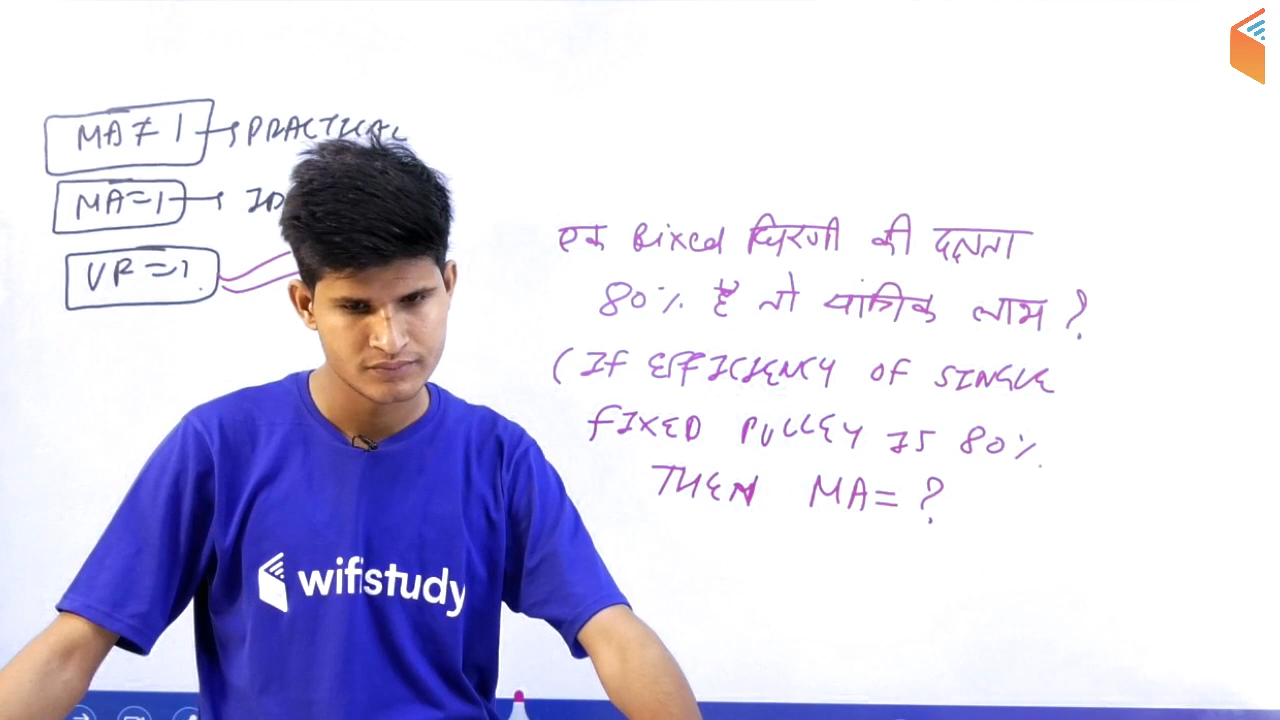 MA ≠ 1 → PRACTICAL
MA = 1 →
VR = 1
एक fixed घिरनी की दक्षता
80% है तो यांत्रिक लाभ ?
(IF EFFICIENCY OF SINGLE
FIXED PULLEY IS 80%
THEN MA = ?
wifistudy